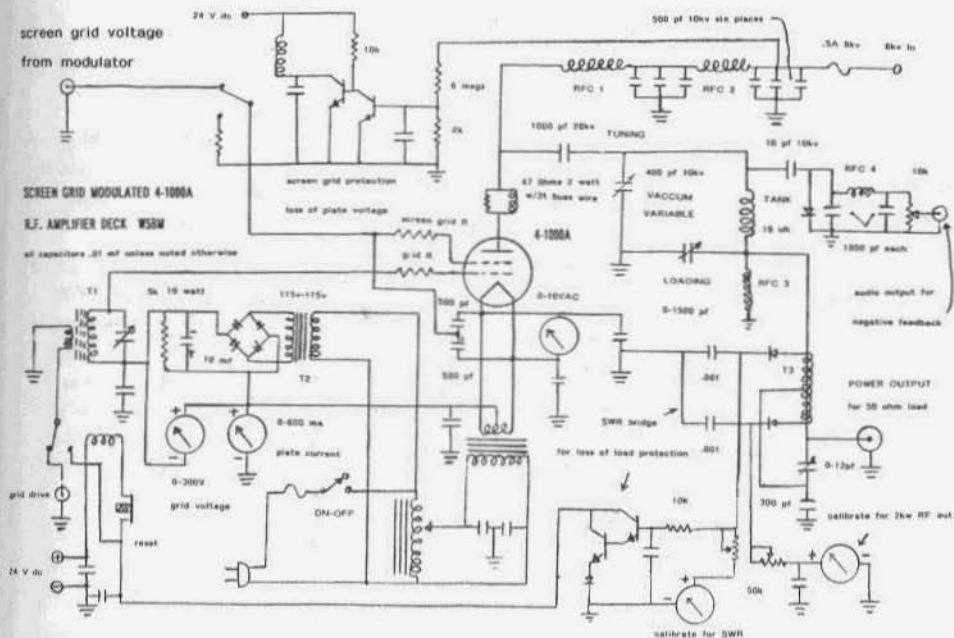 24 V dc
500 pf 10kv six places
screen grid voltage
from modulator
10k
6 megs
.5A 8kv
6kv in
RFC 1
RFC 2
2k
1000 pf 20kv
TUNING
10 pf 10kv
RFC 4
10k
screen grid protection
loss of plate voltage
47 Ohms 2 watt
w/3t buss wire
400 pf 10kv
VACCUM
VARIABLE
TANK
SCREEN GRID MODULATED 4-1000A
R.F. AMPLIFIER DECK W5BM
all capacitors .01 mf unless noted otherwise
screen grid R
4-1000A
19 uh
1000 pf each
grid R
T1
5k 10 watt
115v-115v
500 pf
0-10VAC
LOADING
0-1500 pf
RFC 3
audio output for
negative feedback
10 mf
T2
500 pf
.001
T3
POWER OUTPUT
for 50 ohm load
0-600 ma
plate current
SWR bridge
for loss of load protection
.001
0-12pf
0-300V
grid voltage
grid drive
ON-OFF
10k
300 pf
calibrate for 2kw RF out
reset
24 V dc
50k
calibrate for SWR